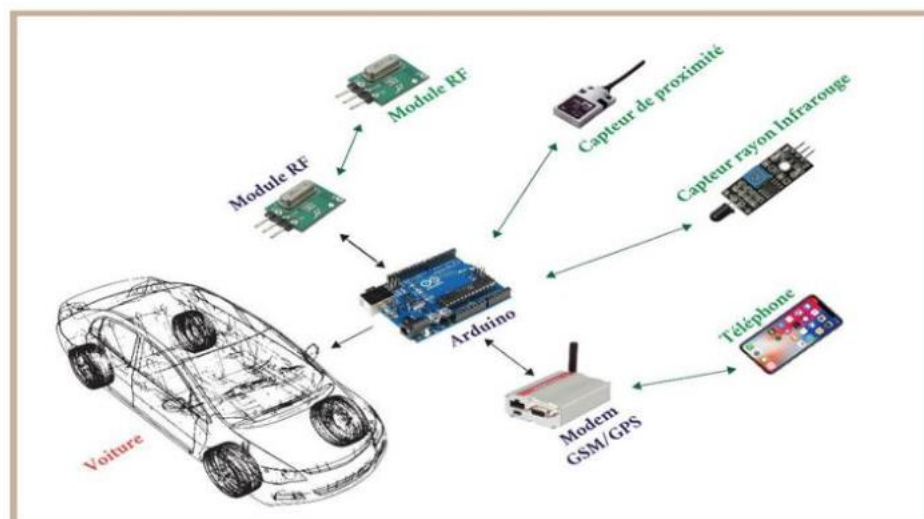 Module RF
Module RF
Capteur de proximité
Capteur rayon Infrarouge
Arduino
Téléphone
Modem
GSM/GPS
Voiture